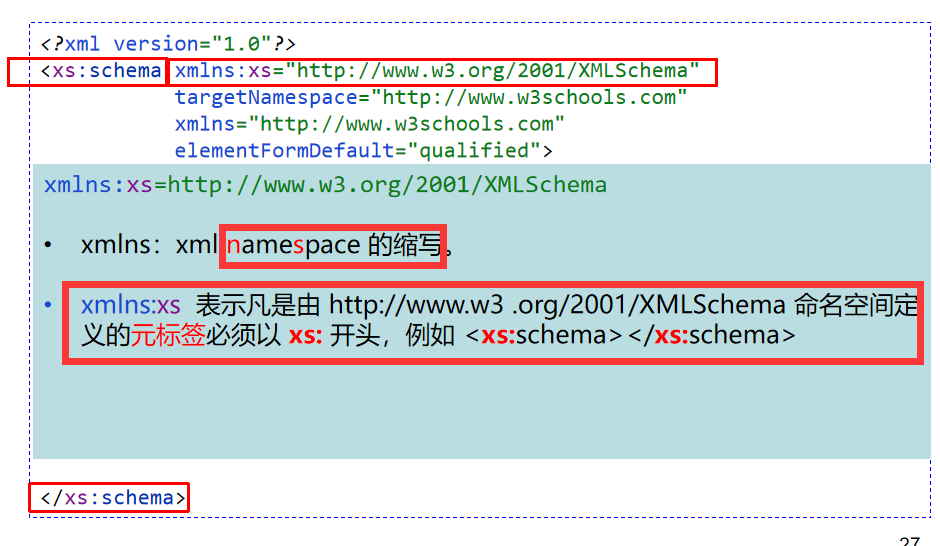 <?xml version="1.0"?>
<xs:schema xmlns:xs="http://www.w3.org/2001/XMLSchema"
targetNamespace="http://www.w3schools.com"
xmlns="http://www.w3schools.com"
elementFormDefault="qualified">
xmlns:xs=http://www.w3.org/2001/XMLSchema
• xmlns：xml namespace 的缩写。
• xmlns:xs 表示凡是由 http://www.w3 .org/2001/XMLSchema 命名空间定
义的元标签必须以 xs: 开头，例如 <xs:schema></xs:schema>
</xs:schema>
27